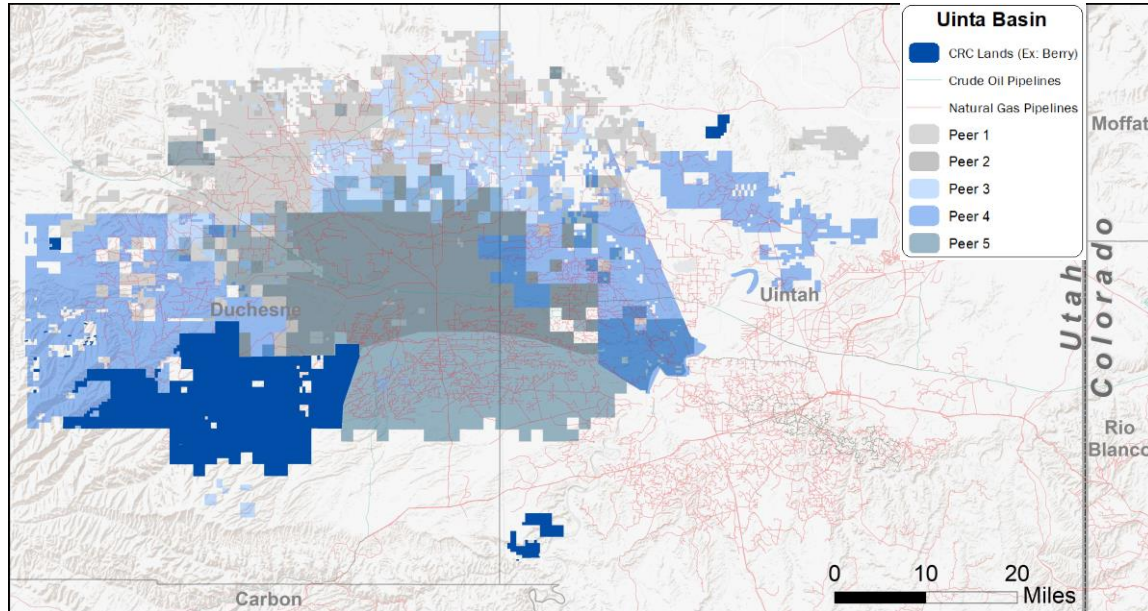 Uinta Basin
CRC Lands (Ex: Berry)
Crude Oil Pipelines
Natural Gas Pipelines
Peer 1
Peer 2
Peer 3
Peer 4
Peer 5
Moffat
Utah
Colorado
Duchesne
Uintah
Rio
Blanco
Carbon
0 10 20
Miles